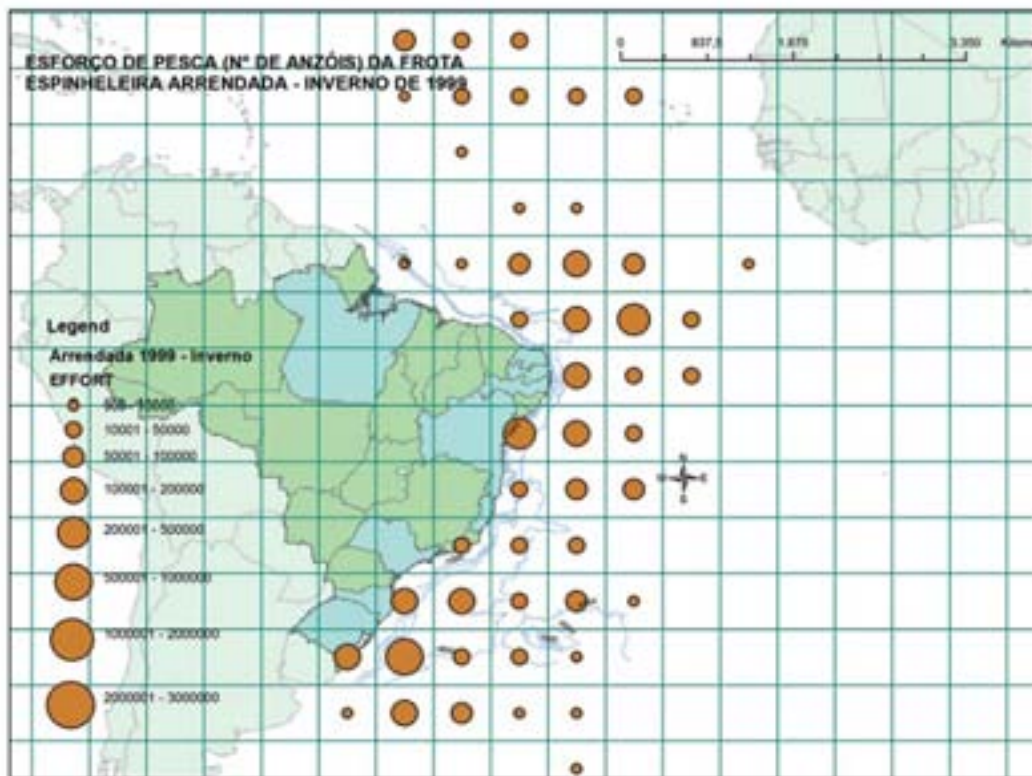 ESFORÇO DE PESCA (Nº DE ANZÓIS) DA FROTA
ESPINHELEIRA ARRENDADA - INVERNO DE 1999
0 837,5 1.675 3.350
N
S
Legend
Arrendada 1999 - Inverno
EFFORT
10001 - 50000
50001 - 100000
100001 - 200000
200001 - 500000
500001 - 1000000
1000001 - 2000000
2000001 - 3000000